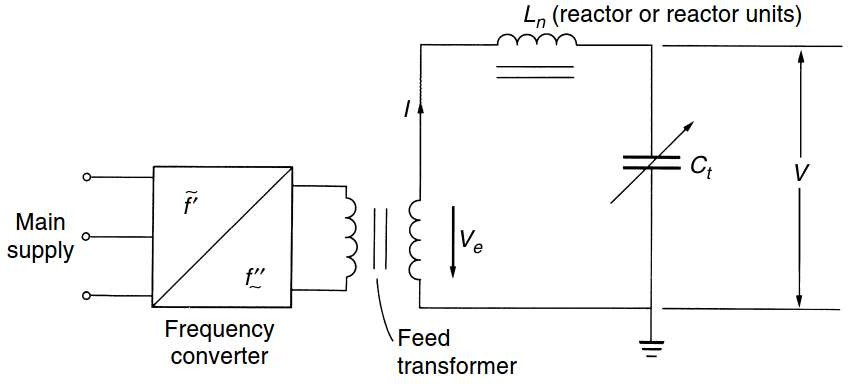 Lₙ (reactor or reactor units)
I
Cₜ
V
f̃′
Main
supply
Vₑ
f″
~
Frequency
converter
Feed
transformer